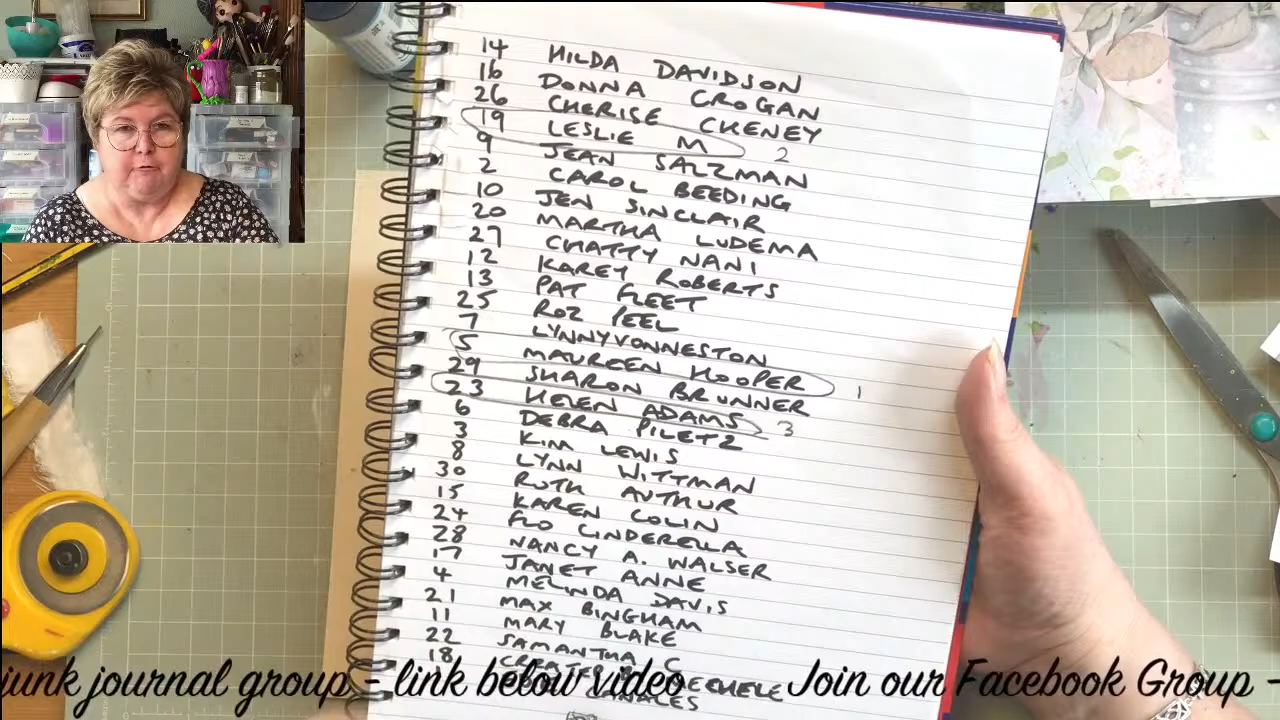 14 HILDA DAVIDSON
16 DONNA CROGAN
26 CHERISE CHENEY
19 LESLIE M 2
9 JEAN SALZMAN
2 CAROL BEEDING
10 JEN SINCLAIR
20 MARTHA LUDEMA
27 CHATTY NANI
12 KAREY ROBERTS
13 PAT FLEET
25 ROZ PEEL
7 LYNNYVONNESTON
5 MAUREEN HOOPER 1
29 SHARON BRUNNER
23 HELEN ADAMS 3
6 DEBRA PILETZ
3 KIM LEWIS
8 LYNN WITTMAN
30 RUTH AUTHUR
15 KAREN COLIN
24 FLO CINDERELLA
28 NANCY A. WALSER
17 JANET ANNE
4 MELINDA DAVIS
21 MAX BINGHAM
11 MARY BLAKE
22 SAMANTHA C
18
junk journal group - link below video Join our Facebook Group -